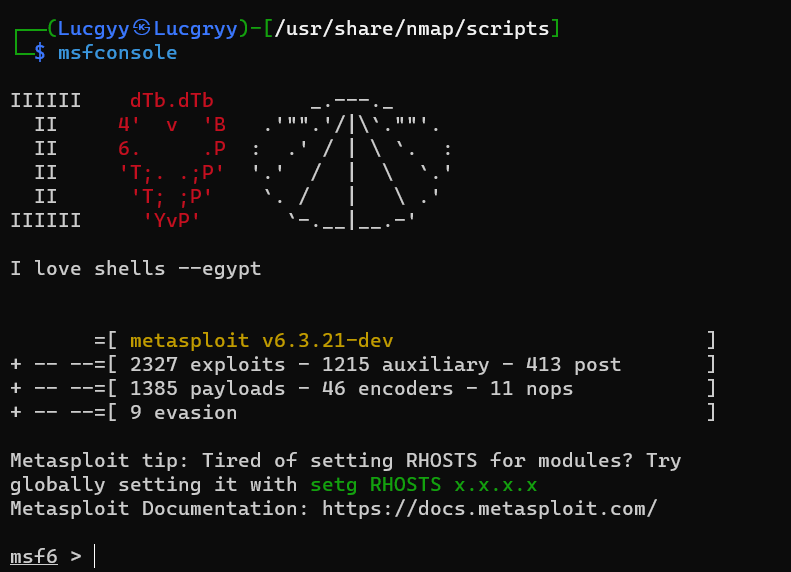 ┌──(Lucgyy㉿Lucgryy)-[/usr/share/nmap/scripts]
└─$ msfconsole
IIIIII    dTb.dTb        _.---._
  II     4'  v  'B   .'"".'/|\`.""'.
  II     6.     .P  :  .' / | \ `.  :
  II     'T;. .;P'  '.'  /  |  \  `.'
  II      'T; ;P'    `. /   |   \ .'
IIIIII     'YvP'       `-.__|__.-'
I love shells --egypt
       =[ metasploit v6.3.21-dev                          ]
+ -- --=[ 2327 exploits - 1215 auxiliary - 413 post       ]
+ -- --=[ 1385 payloads - 46 encoders - 11 nops           ]
+ -- --=[ 9 evasion                                       ]
Metasploit tip: Tired of setting RHOSTS for modules? Try
globally setting it with setg RHOSTS x.x.x.x
Metasploit Documentation: https://docs.metasploit.com/
msf6 >